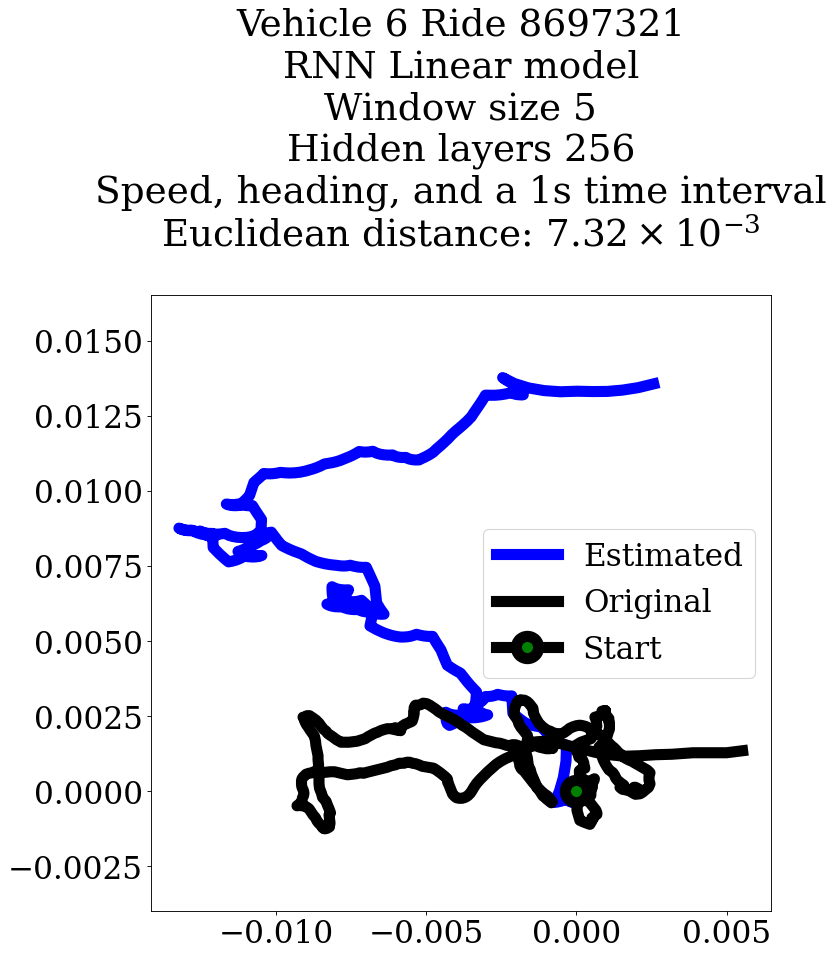 Vehicle 6 Ride 8697321
RNN Linear model
Window size 5
Hidden layers 256
Speed, heading, and a 1s time interval
Euclidean distance: 7.32 × 10⁻³
0.0150
0.0125
0.0100
0.0075
0.0050
0.0025
0.0000
−0.0025
Estimated
Original
Start
−0.010 −0.005 0.000 0.005